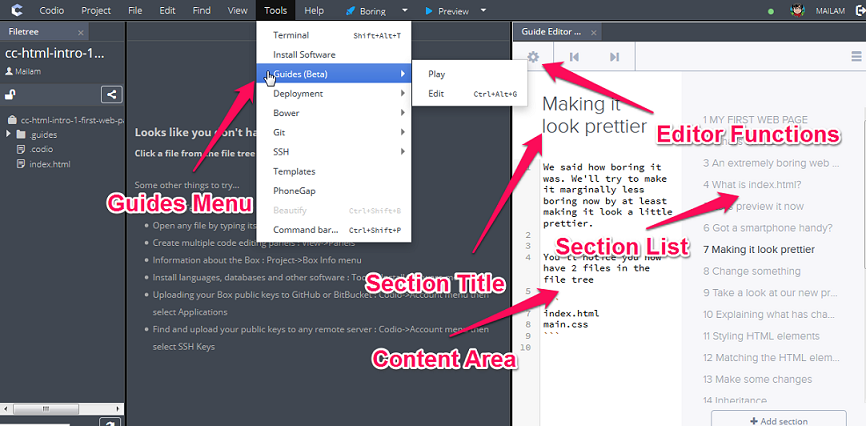 Codio Project File Edit Find View Tools Help Boring Preview MAILAM
Filetree
cc-html-intro-1...
Mailam
cc-html-intro-1-first-web-pa
.guides
.codio
index.html
Looks like you don't ha
Click a file from the file tree
Some other things to try...
Open any file by typing its
Create multiple code editing panels : View->Panels
Information about the Box : Project->Box Info menu
Install languages, databases and other software : Too
Uploading your Box public keys to GitHub or BitBucket : Codio->Account menu then
select Applications
Find and upload your public keys to any remote server : Codio->Account menu then
select SSH Keys
Terminal Shift+Alt+T
Install Software
Guides (Beta)
Deployment
Bower
Git
SSH
Templates
PhoneGap
Beautify Ctrl+Shift+B
Command bar... Ctrl+Shift+P
Play
Edit Ctrl+Alt+G
Guide Editor ...
Making it
look prettier
1 We said how boring it
was. We'll try to make
it marginally less
boring now by at least
making it look a little
prettier.
2
3
4 You'll notice you now
have 2 files in the
file tree
5
6
7
8 index.html
9 main.css
10 ```
1 MY FIRST WEB PAGE
3 An extremely boring web ...
4 What is index.html?
preview it now
6 Got a smartphone handy?
7 Making it look prettier
8 Change something
9 Take a look at our new pr...
10 Explaining what has cha...
11 Styling HTML elements
12 Matching the HTML elem...
13 Make some changes
14 Inheritance
Add section
Guides Menu
Section Title
Content Area
Editor Functions
Section List